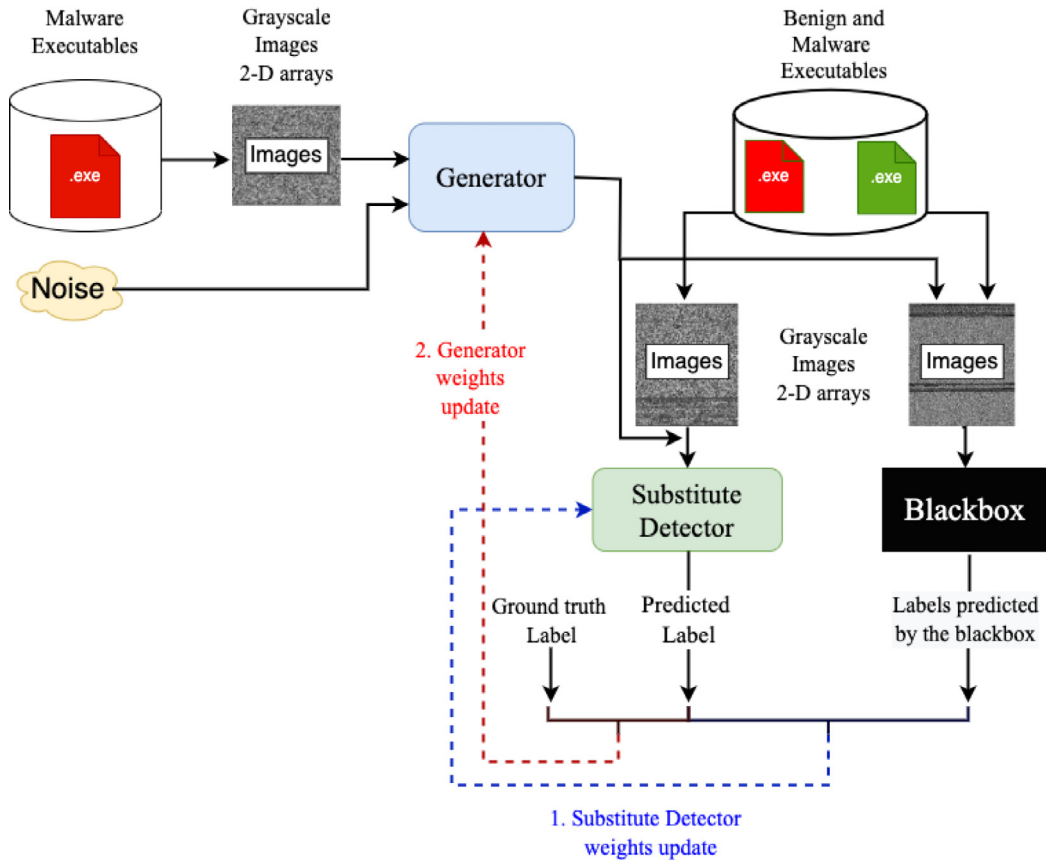 Malware
Executables
Grayscale
Images
2-D arrays
Benign and
Malware
Executables
.exe
Images
Generator
.exe
.exe
Noise
2. Generator
weights
update
Images
Grayscale
Images
2-D arrays
Images
Substitute
Detector
Blackbox
Ground truth
Label
Predicted
Label
Labels predicted
by the blackbox
1. Substitute Detector
weights update